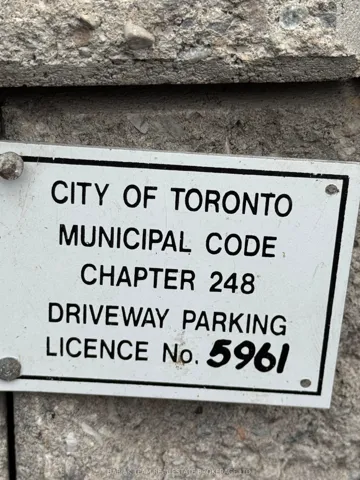 CITY OF TORONTO
MUNICIPAL CODE
CHAPTER 248
DRIVEWAY PARKING
LICENCE No. 5961